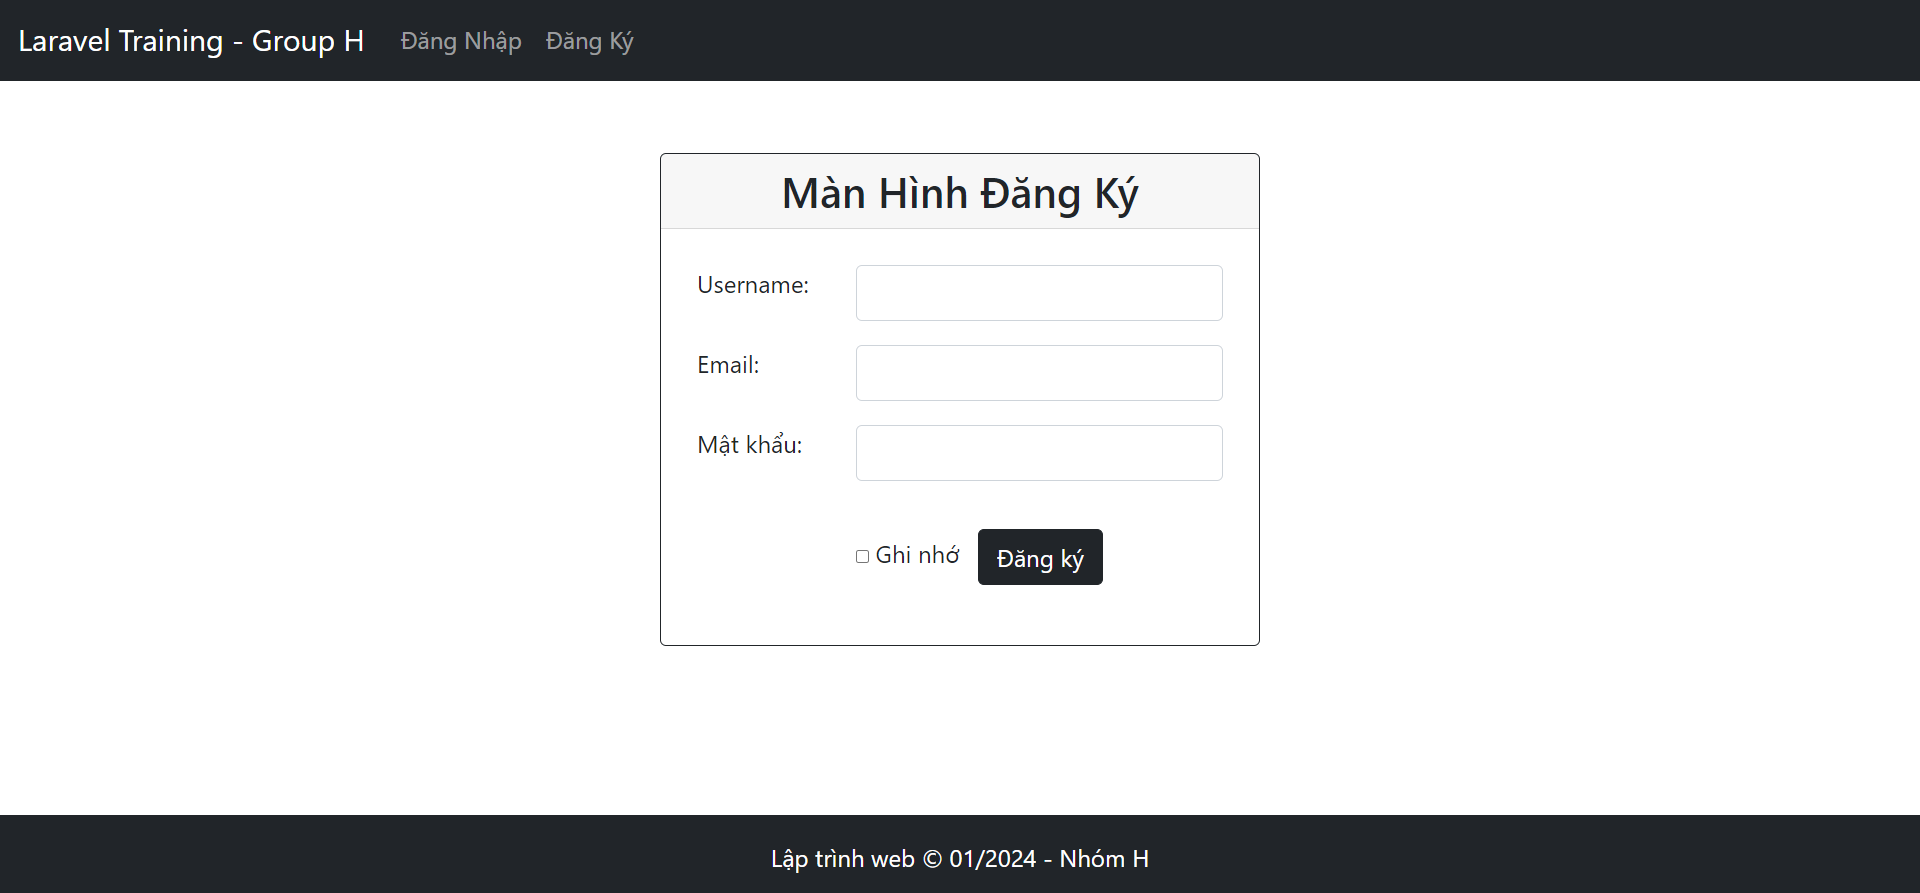 Laravel Training - Group H Đăng Nhập Đăng Ký
Màn Hình Đăng Ký
Username:
Email:
Mật khẩu:
Ghi nhớ Đăng ký
Lập trình web © 01/2024 - Nhóm H